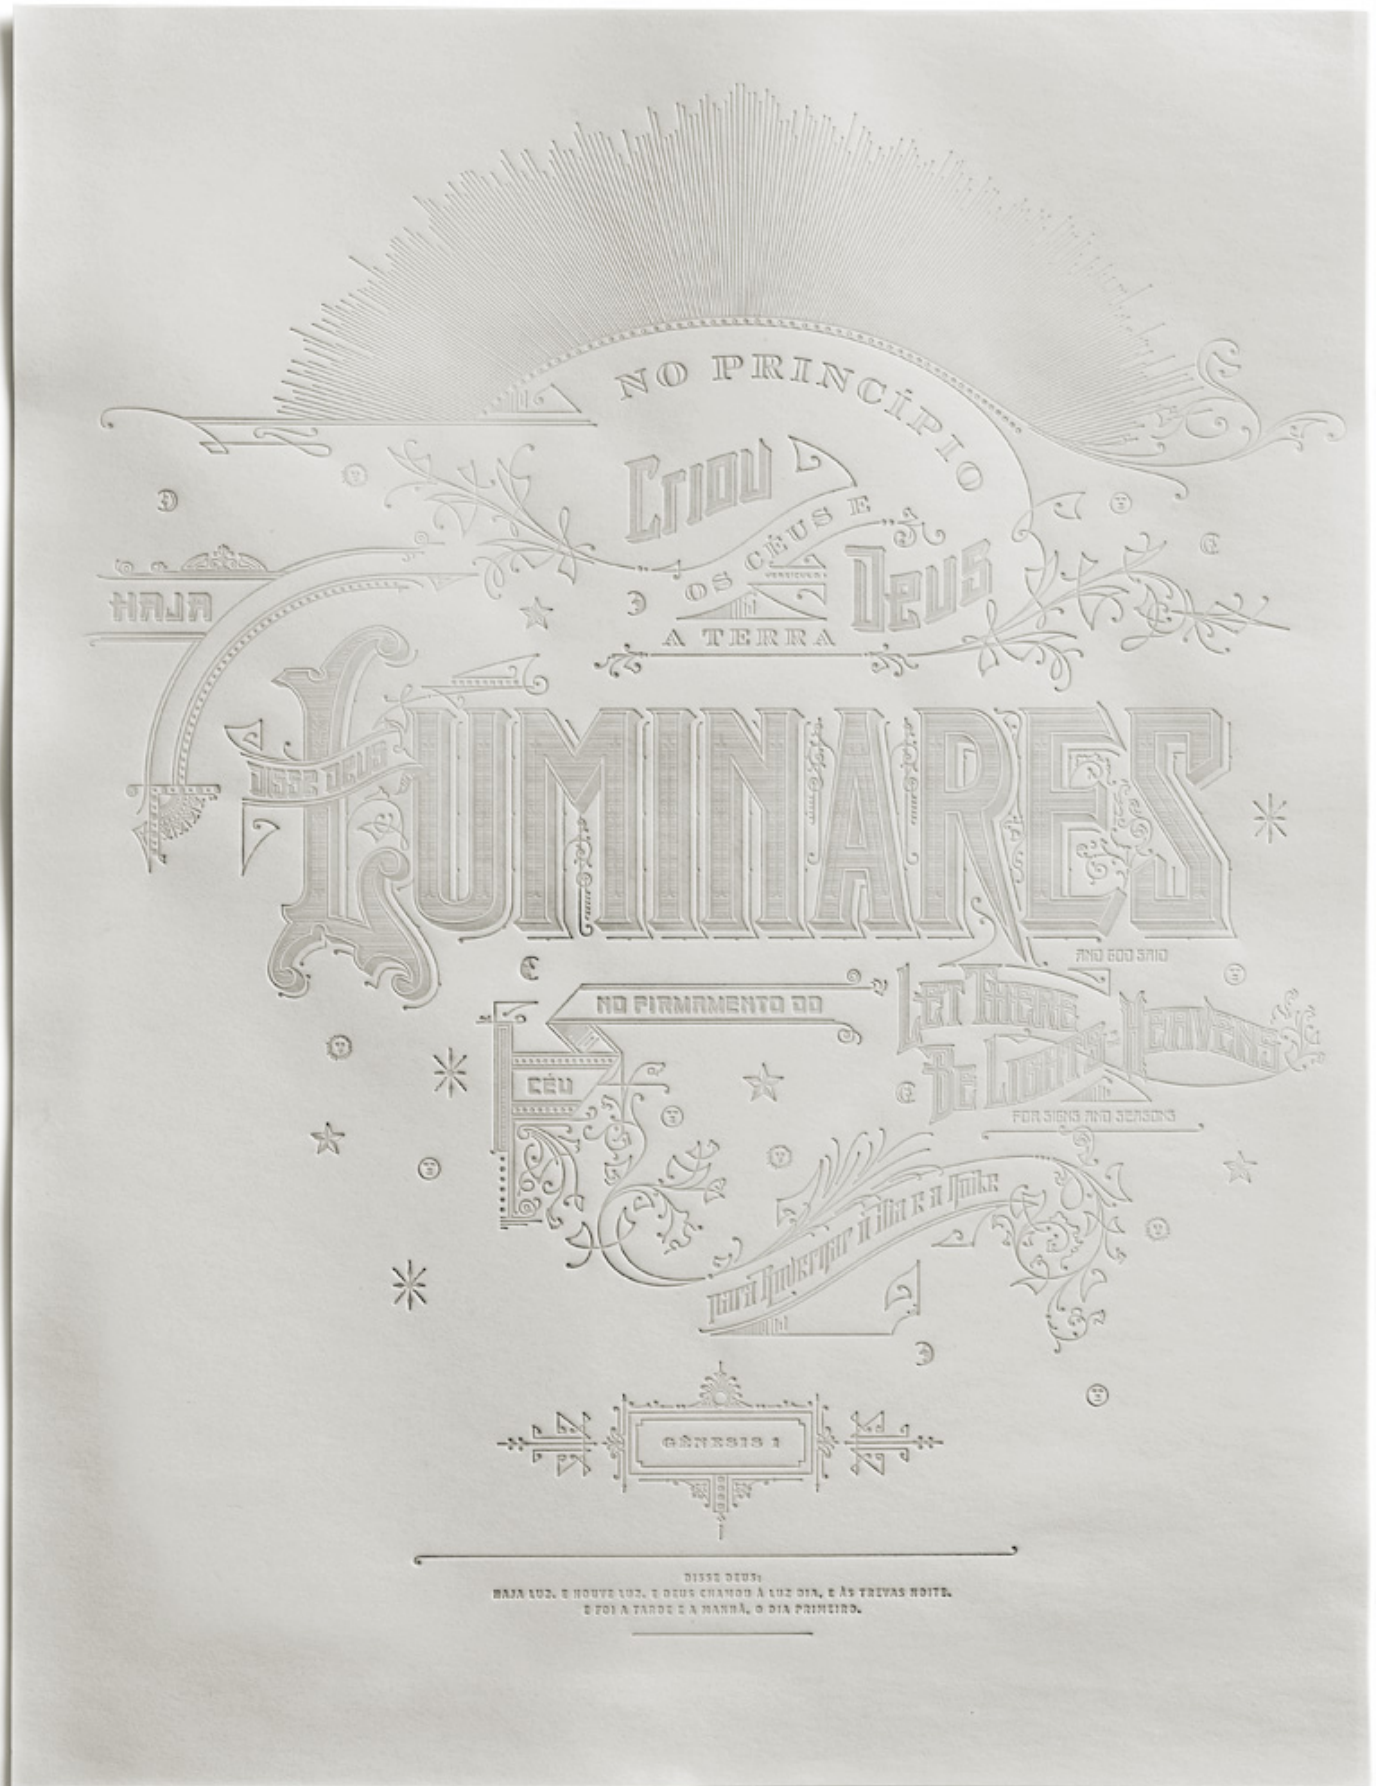 NO PRINCÍPIO
Criou
Deus
OS CÉUS E
A TERRA
HAJA
DISSE DEUS
LUMINARES
AND GOD SAID
LET THERE
BE LIGHTS
HEAVENS
FOR SIGNS AND SEASONS
NO FIRMAMENTO DO
CÉU
para Governar o Dia e a Noite
GÊNESIS 1
DISSE DEUS:
HAJA LUZ. E HOUVE LUZ. E DEUS CHAMOU À LUZ DIA, E ÀS TREVAS NOITE.
E FOI A TARDE E A MANHÃ, O DIA PRIMEIRO.